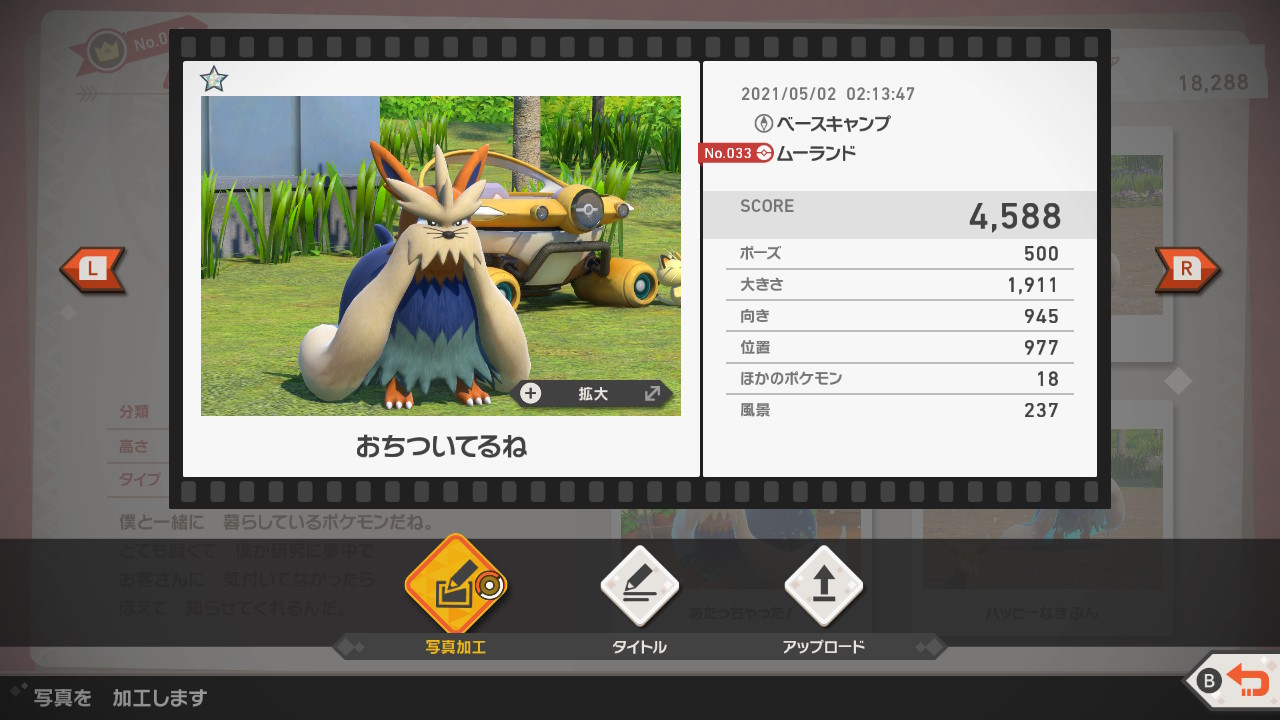 No.0
18,288
2021/05/02 02:13:47
ベースキャンプ
No.033 ムーランド
SCORE 4,588
ポーズ 500
大きさ 1,911
向き 945
位置 977
ほかのポケモン 18
風景 237
L
R
+ 拡大
おちついてるね
分類
高さ
タイプ
僕と一緒に 暮らしているポケモンだね。
とても賢くて 僕が研究に夢中で
お客さんに 気付いてなかったら
ほえて 知らせてくれるんだ。
あたっちゃった！
ハッピーなきぶん
写真加工
タイトル
アップロード
写真を 加工します
B